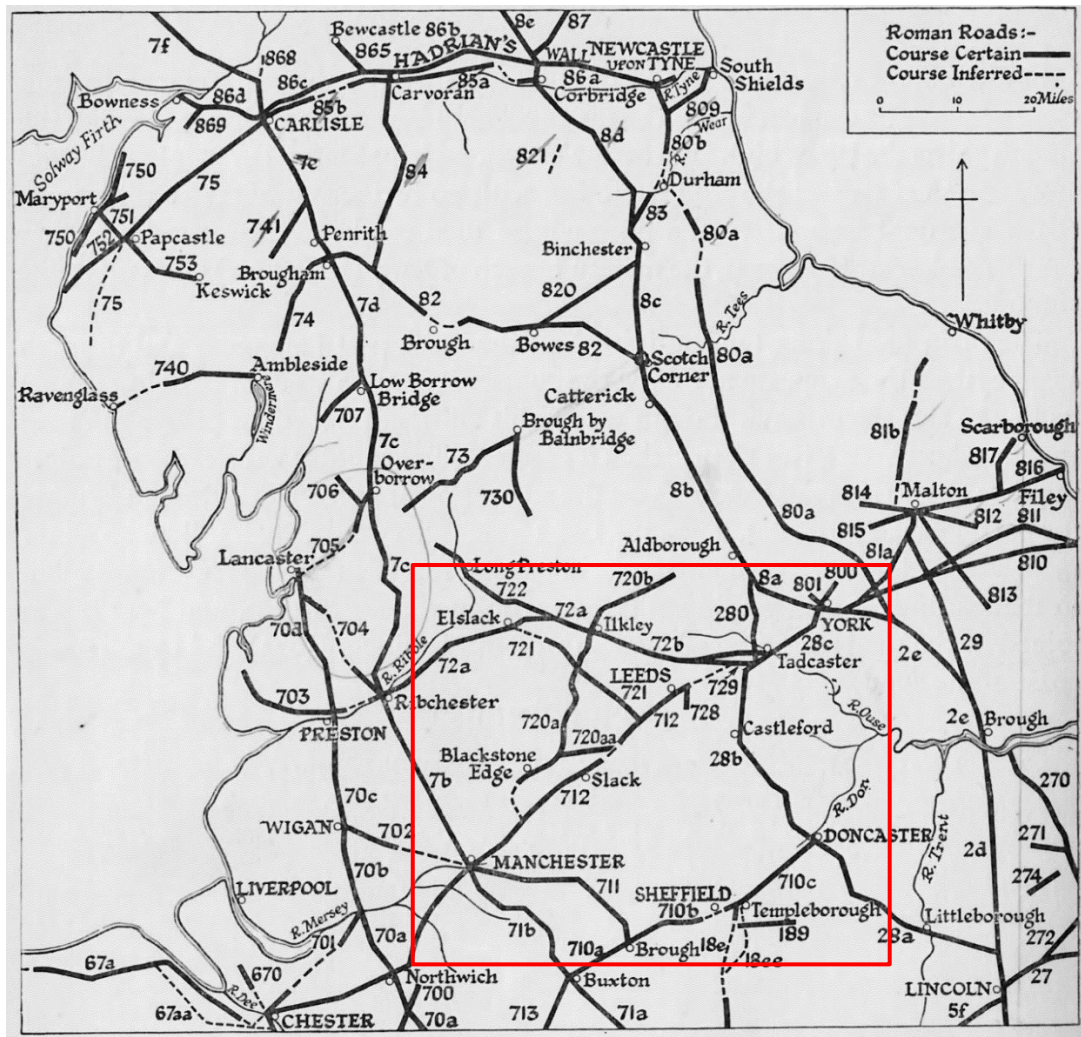 Roman Roads:-
Course Certain
Course Inferred
0 10 20 Miles
7f
868
Bewcastle 86b
865
8e
87
HADRIAN'S
WALL
NEWCASTLE
UPON TYNE
R.Tyne
South
Shields
86c
85a
86a
Carvoran
Corbridge
Bowness
86d
869
85b
CARLISLE
809
Wear
R.
80b
8d
821
Solway Firth
750
75
7e
84
Durham
Maryport
751
750
752
Papcastle
741
Penrith
83
80a
Binchester
753
Keswick
Brougham
820
75
74
7d
82
8c
R.Tees
Brough
Bowes
82
Whitby
Scotch
Corner
80a
740
Ambleside
Ravenglass
Windermere
Low Borrow
Bridge
707
Catterick
Brough by
Bainbridge
81b
Scarborough
817
7c
73
Over-
borrow
816
Filey
706
730
8b
814
Malton
811
80a
815
812
705
Lancaster
Aldborough
81a
810
7c
Long Preston
720b
8a
801
800
813
722
280
YORK
Elslack
72a
Ilkley
70d
704
72b
28c
29
R. Ribble
72a
721
Tadcaster
2e
LEEDS
729
703
721
728
Ribchester
712
R.Ouse
PRESTON
720a
Castleford
2e
Brough
720aa
Blackstone
Edge
28b
7b
Slack
270
70c
712
R.Don
WIGAN
702
DONCASTER
271
R. Trent
2d
MANCHESTER
70b
274
LIVERPOOL
711
SHEFFIELD
710c
R.Mersey
710b
Templeborough
Littleborough
701
71b
189
70a
710a
Brough
18e
28a
272
67a
670
18ee
Northwich
Buxton
27
R.Dee
700
LINCOLN
67aa
CHESTER
70a
713
71a
5f